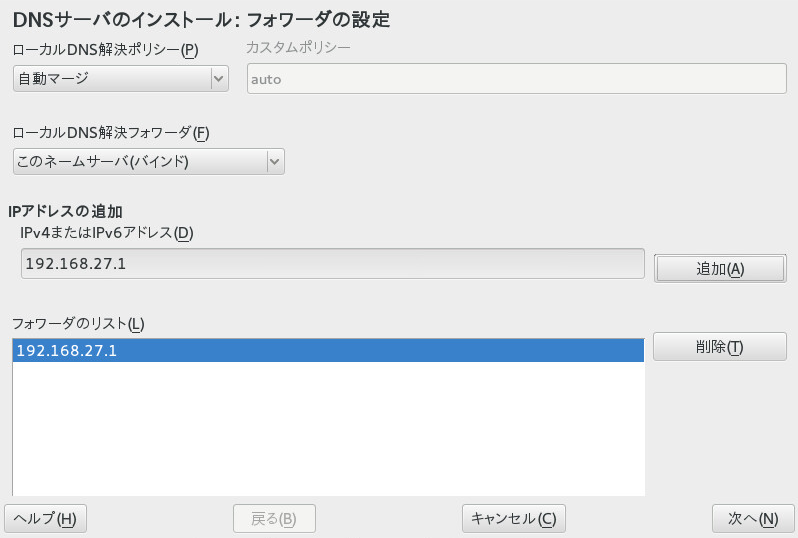 DNSサーバのインストール: フォワーダの設定
ローカルDNS解決ポリシー(P)
カスタムポリシー
自動マージ
auto
ローカルDNS解決フォワーダ(F)
このネームサーバ(バインド)
IPアドレスの追加
IPv4またはIPv6アドレス(D)
192.168.27.1
追加(A)
フォワーダのリスト(L)
192.168.27.1
削除(T)
ヘルプ(H)
戻る(B)
キャンセル(C)
次へ(N)